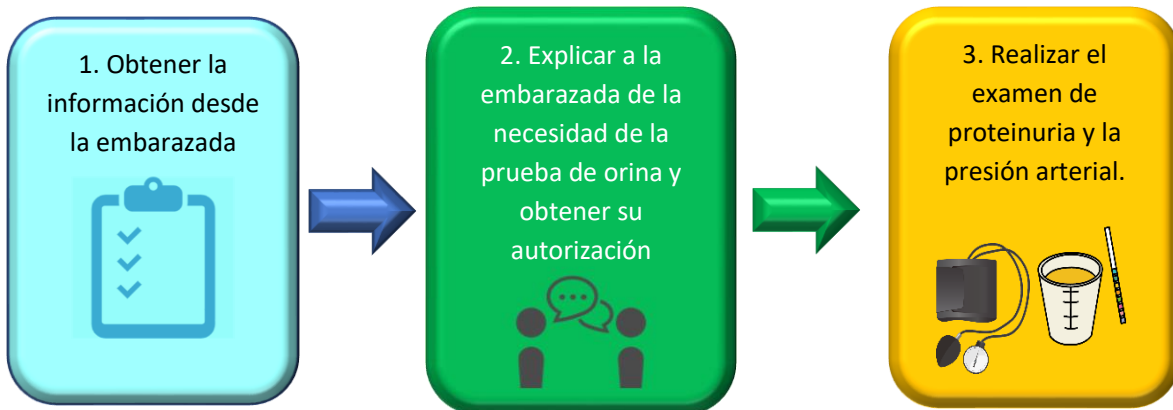 1. Obtener la
información desde
la embarazada
2. Explicar a la
embarazada de la
necesidad de la
prueba de orina y
obtener su
autorización
3. Realizar el
examen de
proteinuria y la
presión arterial.